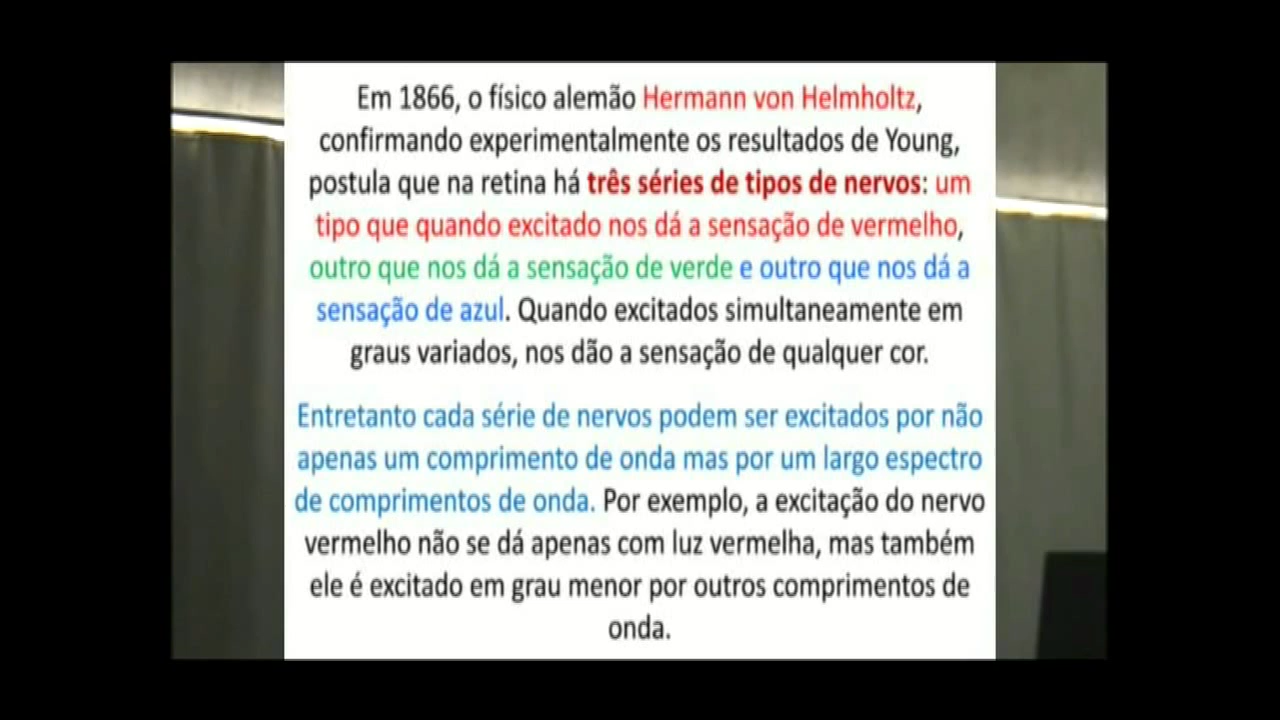 Em 1866, o físico alemão Hermann von Helmholtz,
confirmando experimentalmente os resultados de Young,
postula que na retina há três séries de tipos de nervos: um
tipo que quando excitado nos dá a sensação de vermelho,
outro que nos dá a sensação de verde e outro que nos dá a
sensação de azul. Quando excitados simultaneamente em
graus variados, nos dão a sensação de qualquer cor.
Entretanto cada série de nervos podem ser excitados por não
apenas um comprimento de onda mas por um largo espectro
de comprimentos de onda. Por exemplo, a excitação do nervo
vermelho não se dá apenas com luz vermelha, mas também
ele é excitado em grau menor por outros comprimentos de
onda.